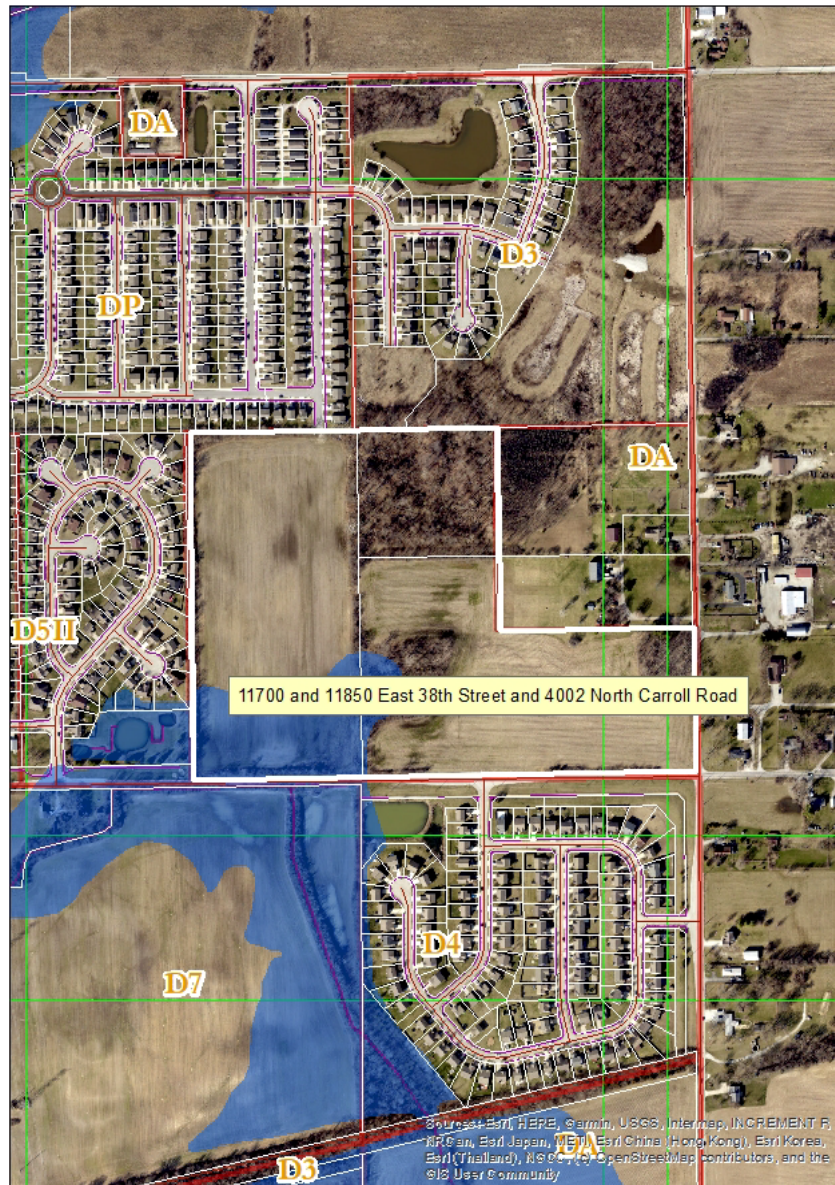 DA
D3
DP
DA
D5II
11700 and 11850 East 38th Street and 4002 North Carroll Road
D4
D7
Sources: Esri, HERE, Garmin, USGS, Intermap, INCREMENT P,
NRCan, Esri Japan, METI, Esri China (Hong Kong), Esri Korea,
Esri (Thailand), NGCC, (c) OpenStreetMap contributors, and the
GIS User Community
DA
D3